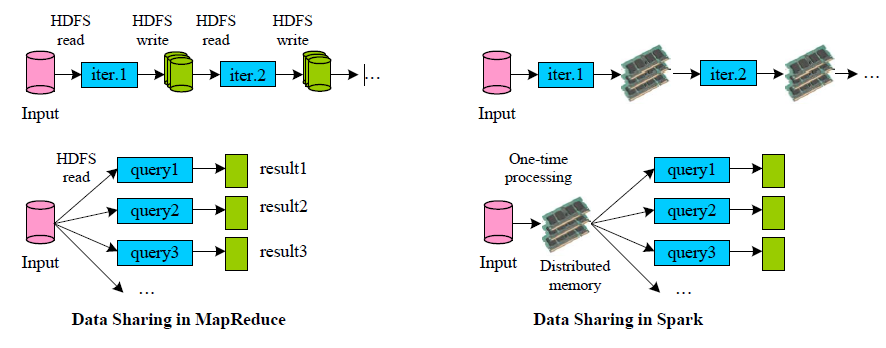 HDFS read
HDFS write
HDFS read
HDFS write
iter.1
iter.2
...
Input
HDFS read
query1
result1
query2
result2
query3
result3
Input
...
Data Sharing in MapReduce
iter.1
iter.2
...
Input
One-time processing
query1
query2
query3
Input
Distributed memory
...
Data Sharing in Spark